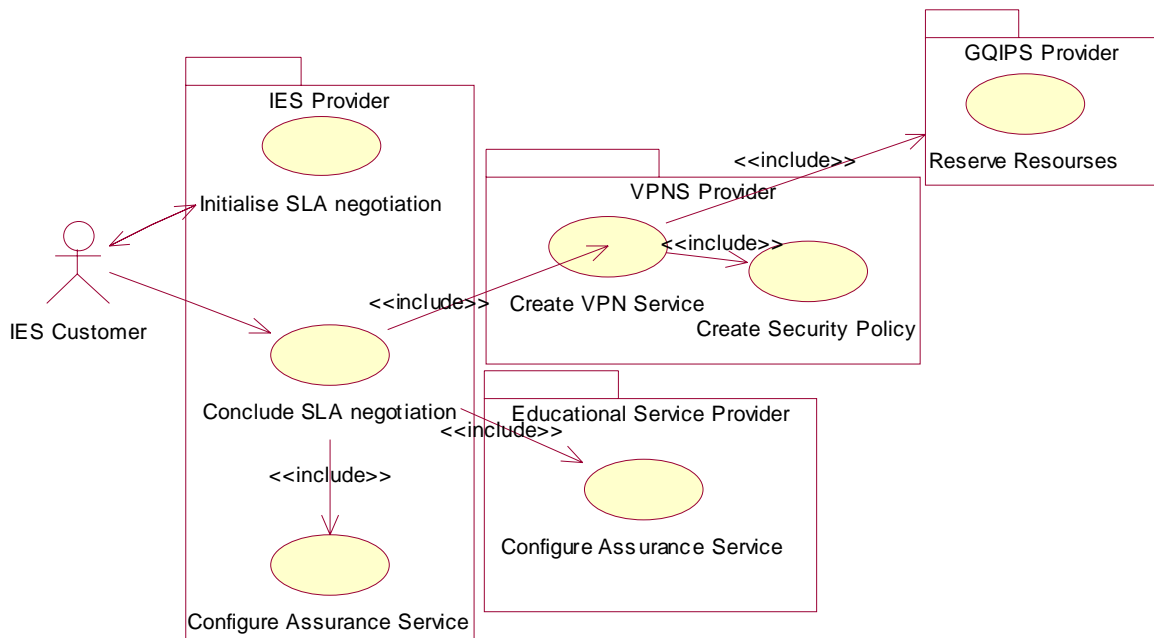 GQIPS Provider
Reserve Resourses
IES Provider
Initialise SLA negotiation
<<include>>
VPNS Provider
<<include>>
Create VPN Service
Create Security Policy
IES Customer
<<include>>
Conclude SLA negotiation
Educational Service Provider
<<include>>
<<include>>
Configure Assurance Service
Configure Assurance Service